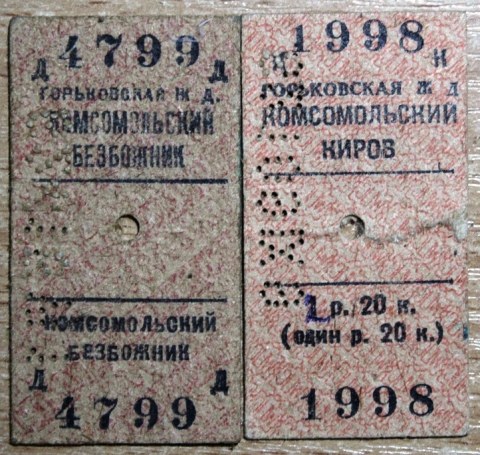 4799
Д Д
ГОРЬКОВСКАЯ Ж. Д.
КОМСОМОЛЬСКИЙ
БЕЗБОЖНИК
КОМСОМОЛЬСКИЙ
БЕЗБОЖНИК
Д Д
4799
1998
К
ГОРЬКОВСКАЯ Ж Д
КОМСОМОЛЬСКИЙ
КИРОВ
1 р. 20 к.
(один р. 20 к.)
1998